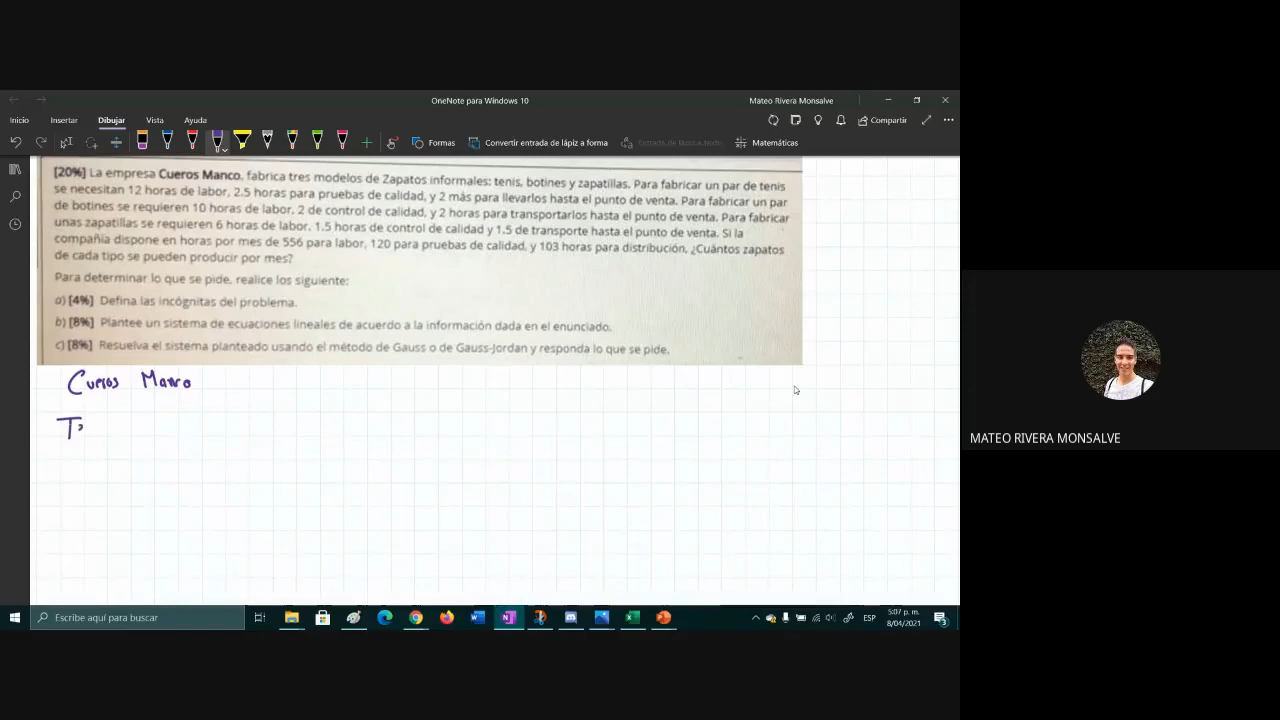 OneNote para Windows 10
Mateo Rivera Monsalve
Inicio
Insertar
Dibujar
Vista
Ayuda
Compartir
Formas
Convertir entrada de lápiz a forma
Entrada de lápiz a texto
Matemáticas
[20%] La empresa Cueros Manco, fabrica tres modelos de Zapatos informales: tenis, botines y zapatillas. Para fabricar un par de tenis
se necesitan 12 horas de labor, 2.5 horas para pruebas de calidad, y 2 más para llevarlos hasta el punto de venta. Para fabricar un par
de botines se requieren 10 horas de labor, 2 de control de calidad, y 2 horas para transportarlos hasta el punto de venta. Para fabricar
unas zapatillas se requieren 6 horas de labor, 1.5 horas de control de calidad y 1.5 de transporte hasta el punto de venta. Si la
compañía dispone en horas por mes de 556 para labor, 120 para pruebas de calidad, y 103 horas para distribución, ¿Cuántos zapatos
de cada tipo se pueden producir por mes?
Para determinar lo que se pide, realice los siguiente:
a) [4%] Defina las incógnitas del problema.
b) [8%] Plantee un sistema de ecuaciones lineales de acuerdo a la información dada en el enunciado.
c) [8%] Resuelva el sistema planteado usando el método de Gauss o de Gauss-Jordan y responda lo que se pide.
Cueros Manco
T
MATEO RIVERA MONSALVE
Escribe aquí para buscar
ESP
5:07 p. m.
8/04/2021